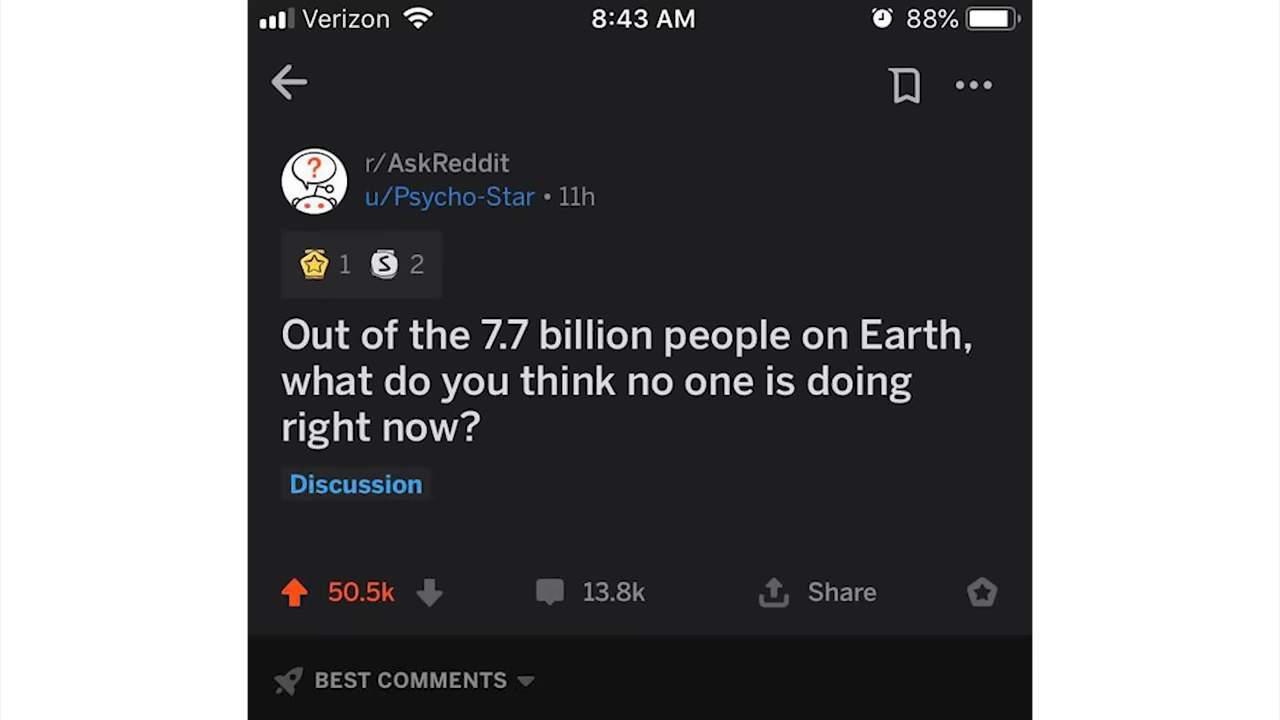 Verizon 8:43 AM 88%
r/AskReddit
u/Psycho-Star • 11h
1 S 2
Out of the 7.7 billion people on Earth,
what do you think no one is doing
right now?
Discussion
50.5k 13.8k Share
BEST COMMENTS